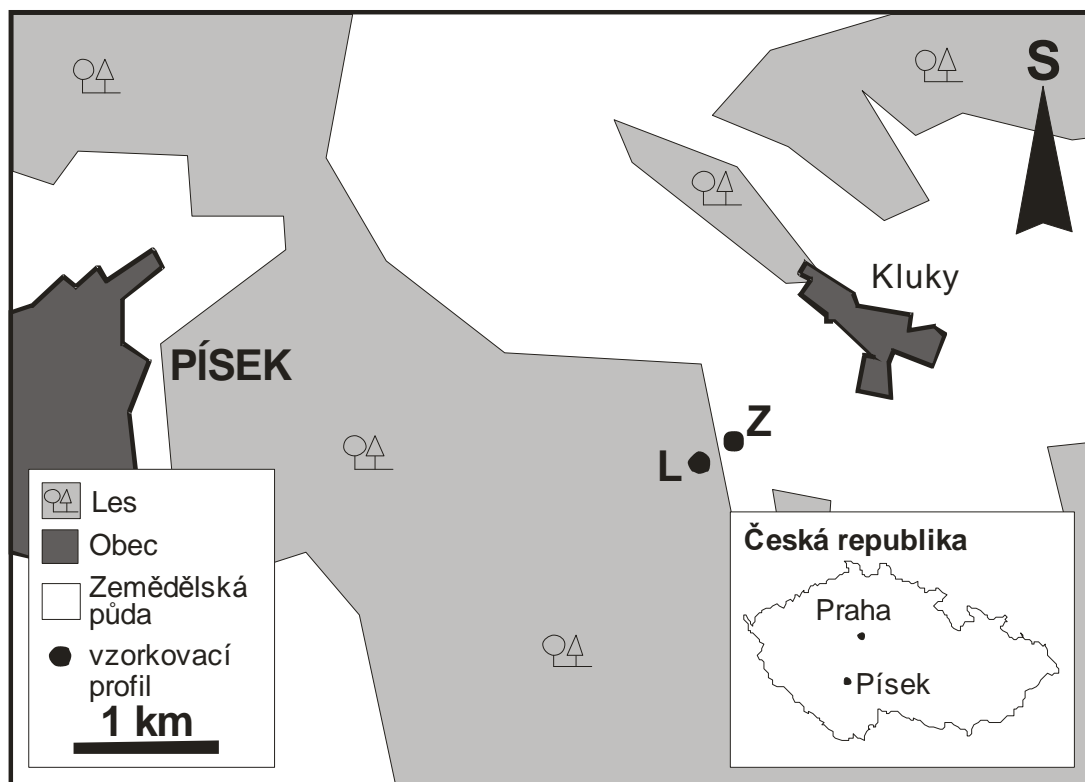 S
Kluky
PÍSEK
Z
L
Les
Obec
Zemědělská
půda
vzorkovací
profil
1 km
Česká republika
Praha
Písek